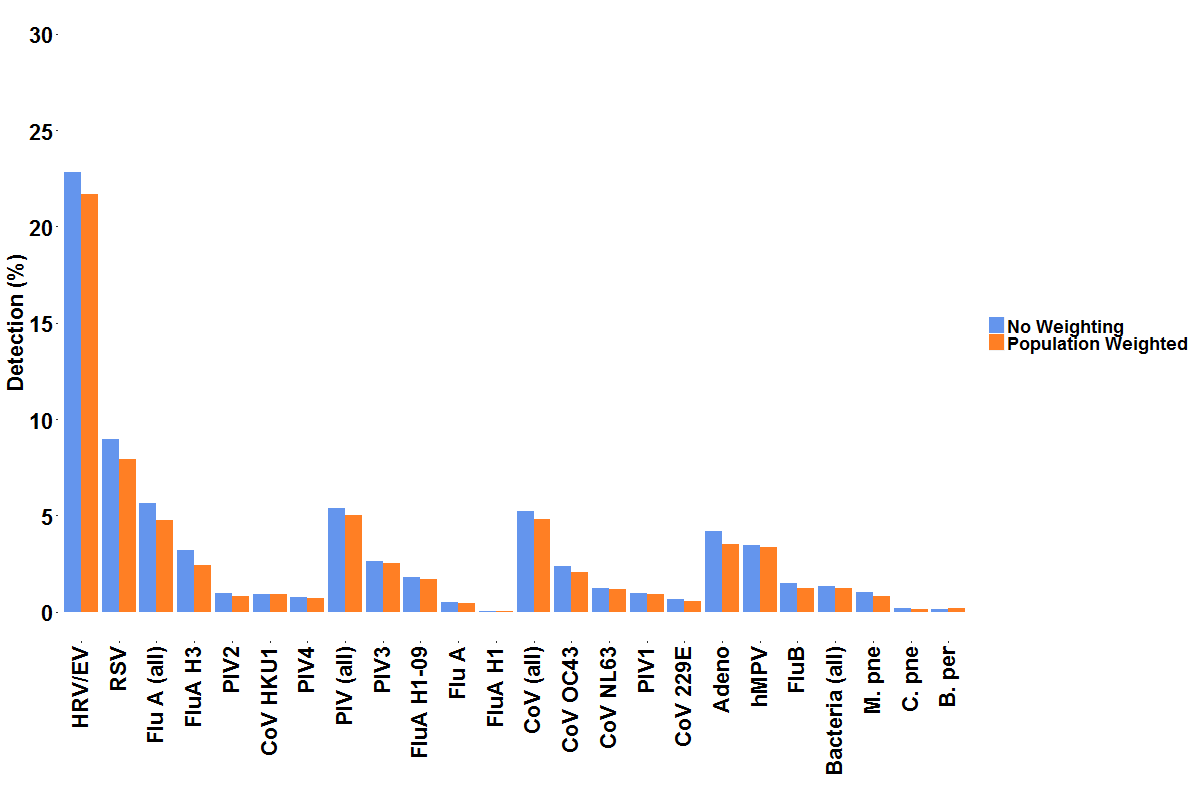 30
25
20
15
10
5
0
Detection (%)
HRV/EV
RSV
Flu A (all)
FluA H3
PIV2
CoV HKU1
PIV4
PIV (all)
PIV3
FluA H1-09
Flu A
FluA H1
CoV (all)
CoV OC43
CoV NL63
PIV1
CoV 229E
Adeno
hMPV
FluB
Bacteria (all)
M. pne
C. pne
B. per
No Weighting
Population Weighted